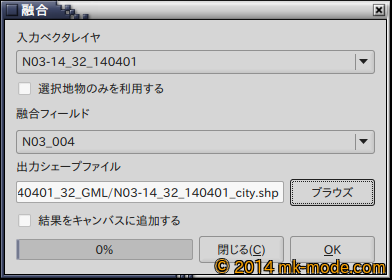 融合
入力ベクタレイヤ
N03-14_32_140401
選択地物のみを利用する
融合フィールド
N03_004
出力シェープファイル
40401_32_GML/N03-14_32_140401_city.shp
ブラウズ
結果をキャンバスに追加する
0%
閉じる(C)
OK
© 2014 mk-mode.com